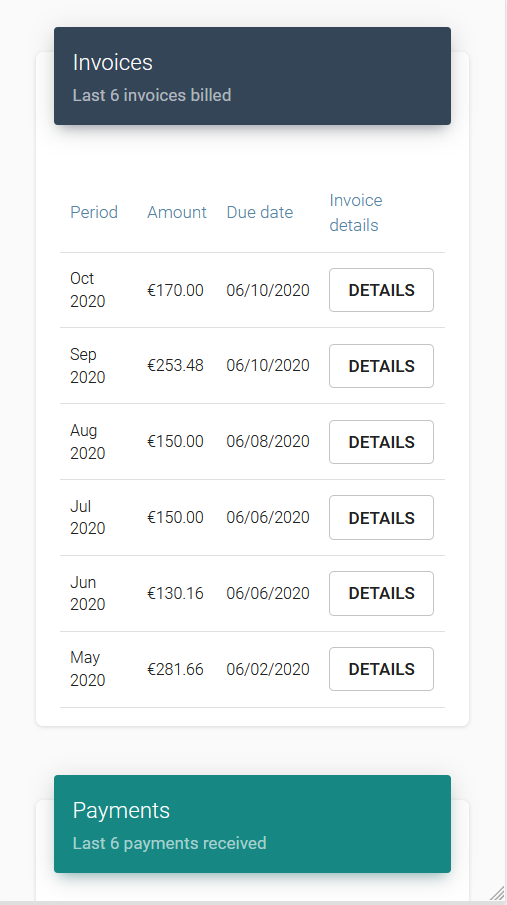 Invoices
Last 6 invoices billed
Period Amount Due date Invoice details
Oct 2020 €170.00 06/10/2020 DETAILS
Sep 2020 €253.48 06/10/2020 DETAILS
Aug 2020 €150.00 06/08/2020 DETAILS
Jul 2020 €150.00 06/06/2020 DETAILS
Jun 2020 €130.16 06/06/2020 DETAILS
May 2020 €281.66 06/02/2020 DETAILS
Payments
Last 6 payments received